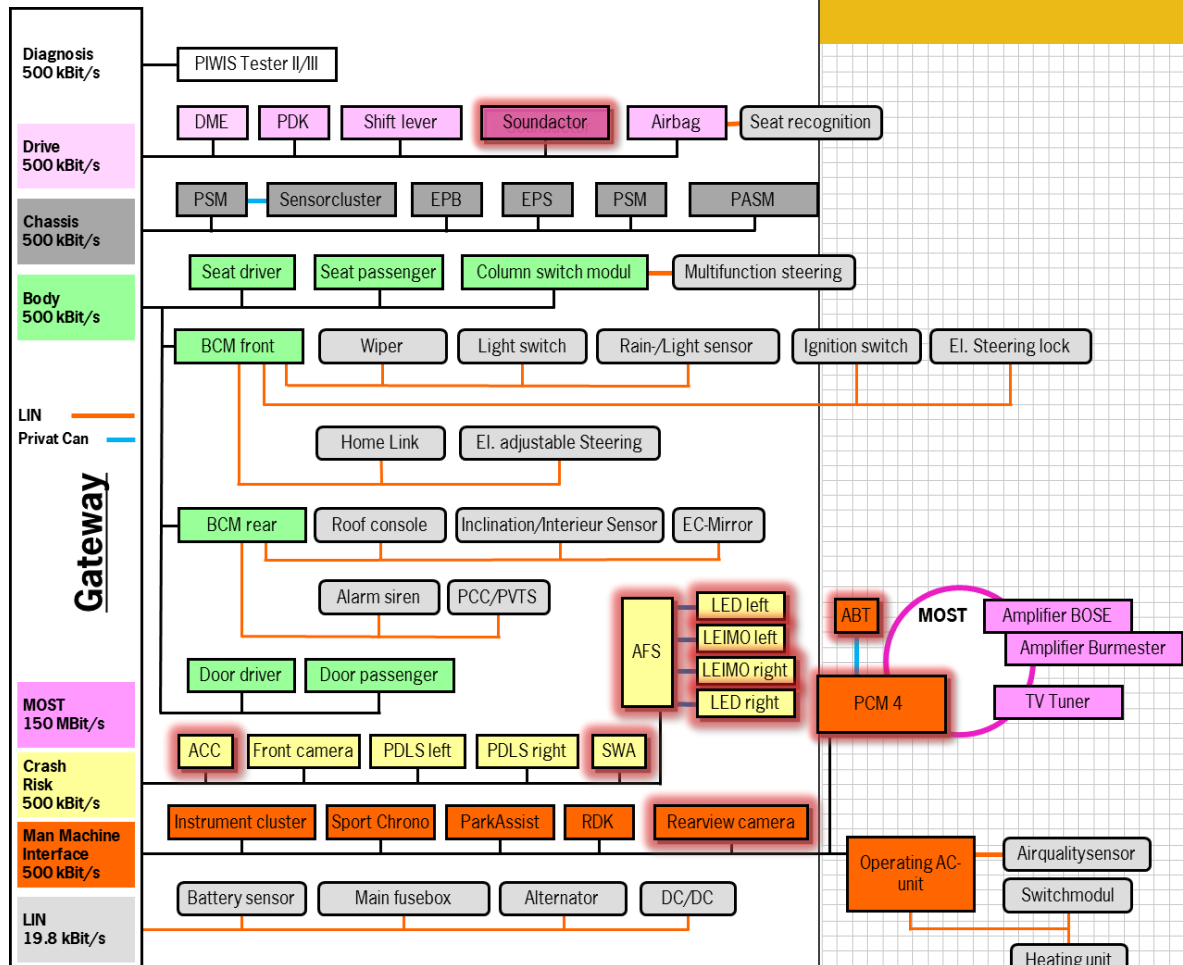 Diagnosis
500 kBit/s
PIWIS Tester II/III
DME
PDK
Shift lever
Soundactor
Airbag
Seat recognition
Drive
500 kBit/s
PSM
Sensorcluster
EPB
EPS
PSM
PASM
Chassis
500 kBit/s
Seat driver
Seat passenger
Column switch modul
Multifunction steering
Body
500 kBit/s
BCM front
Wiper
Light switch
Rain-/Light sensor
Ignition switch
El. Steering lock
LIN
Privat Can
Home Link
El. adjustable Steering
Gateway
BCM rear
Roof console
Inclination/Interieur Sensor
EC-Mirror
Alarm siren
PCC/PVTS
AFS
LED left
LEIMO left
LEIMO right
LED right
ABT
MOST
Amplifier BOSE
Amplifier Burmester
TV Tuner
PCM 4
Door driver
Door passenger
MOST
150 MBit/s
ACC
Front camera
PDLS left
PDLS right
SWA
Crash
Risk
500 kBit/s
Instrument cluster
Sport Chrono
ParkAssist
RDK
Rearview camera
Man Machine
Interface
500 kBit/s
Operating AC-
unit
Airqualitysensor
Switchmodul
Heating unit
Battery sensor
Main fusebox
Alternator
DC/DC
LIN
19.8 kBit/s